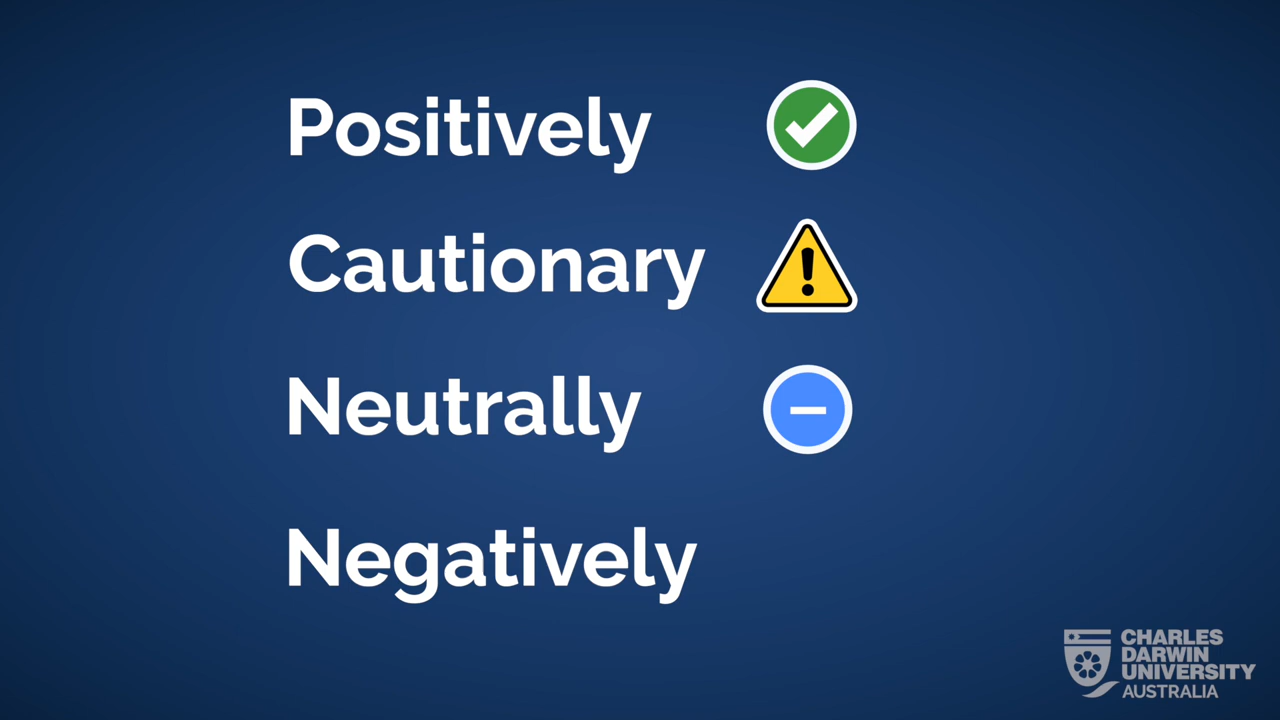 Positively
Cautionary
Neutrally
Negatively
CHARLES
DARWIN
UNIVERSITY
AUSTRALIA